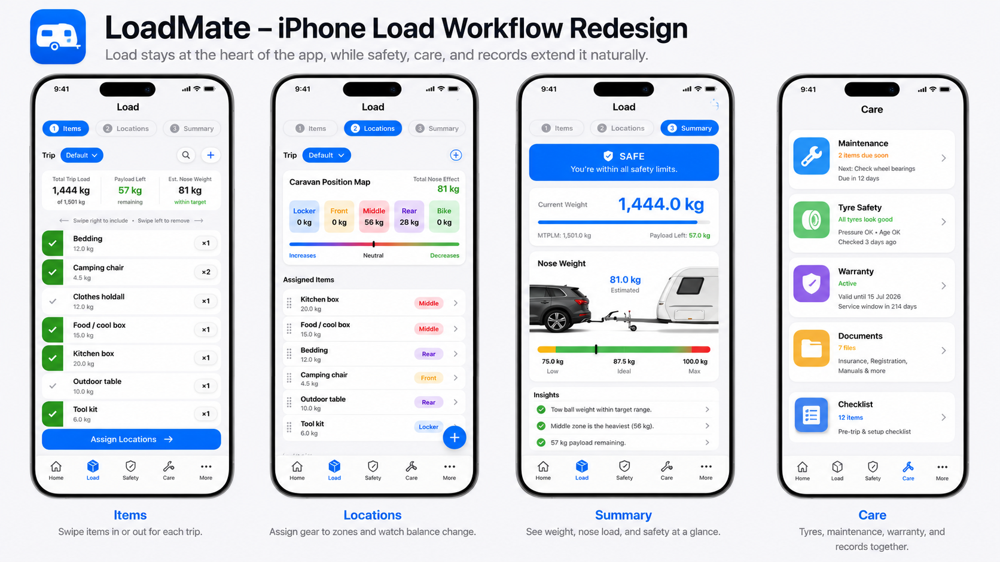 LoadMate – iPhone Load Workflow Redesign
Load stays at the heart of the app, while safety, care, and records extend it naturally.
9:41
Load
1 Items 2 Locations 3 Summary
Trip Default
Total Trip Load Payload Left Est. Nose Weight
1,444 kg 57 kg 81 kg
of 1,501 kg remaining within target
Swipe right to include • Swipe left to remove
Bedding
12.0 kg
×1
Camping chair
4.5 kg
×2
Clothes holdall
12.0 kg
×1
Food / cool box
15.0 kg
×1
Kitchen box
20.0 kg
×1
Outdoor table
10.0 kg
×1
Tool kit
6.0 kg
×1
Assign Locations →
Home Load Safety Care More
Items
Swipe items in or out for each trip.
9:41
Load
1 Items 2 Locations 3 Summary
Trip Default
Caravan Position Map
Total Nose Effect
81 kg
Locker Front Middle Rear Bike
0 kg 0 kg 56 kg 28 kg 0 kg
Increases Neutral Decreases
Assigned Items
Kitchen box
20.0 kg
Middle
Food / cool box
15.0 kg
Middle
Bedding
12.0 kg
Rear
Camping chair
4.5 kg
Front
Outdoor table
10.0 kg
Rear
Tool kit
6.0 kg
Locker
Home Load Safety Care More
Locations
Assign gear to zones and watch balance change.
9:41
Load
1 Items 2 Locations 3 Summary
SAFE
You're within all safety limits.
Current Weight 1,444.0 kg
MTPLM: 1,501.0 kg Payload Left: 57.0 kg
Nose Weight
81.0 kg
Estimated
75.0 kg 87.5 kg 100.0 kg
Low Ideal Max
Insights
Tow ball weight within target range.
Middle zone is the heaviest (56 kg).
57 kg payload remaining.
Home Load Safety Care More
Summary
See weight, nose load, and safety at a glance.
9:41
Care
Maintenance
2 items due soon
Next: Check wheel bearings
Due in 12 days
Tyre Safety
All tyres look good
Pressure OK • Age OK
Checked 3 days ago
Warranty
Active
Valid until 15 Jul 2026
Service window in 214 days
Documents
7 files
Insurance, Registration,
Manuals & more
Checklist
12 items
Pre-trip & setup checklist
Home Load Safety Care More
Care
Tyres, maintenance, warranty, and
records together.